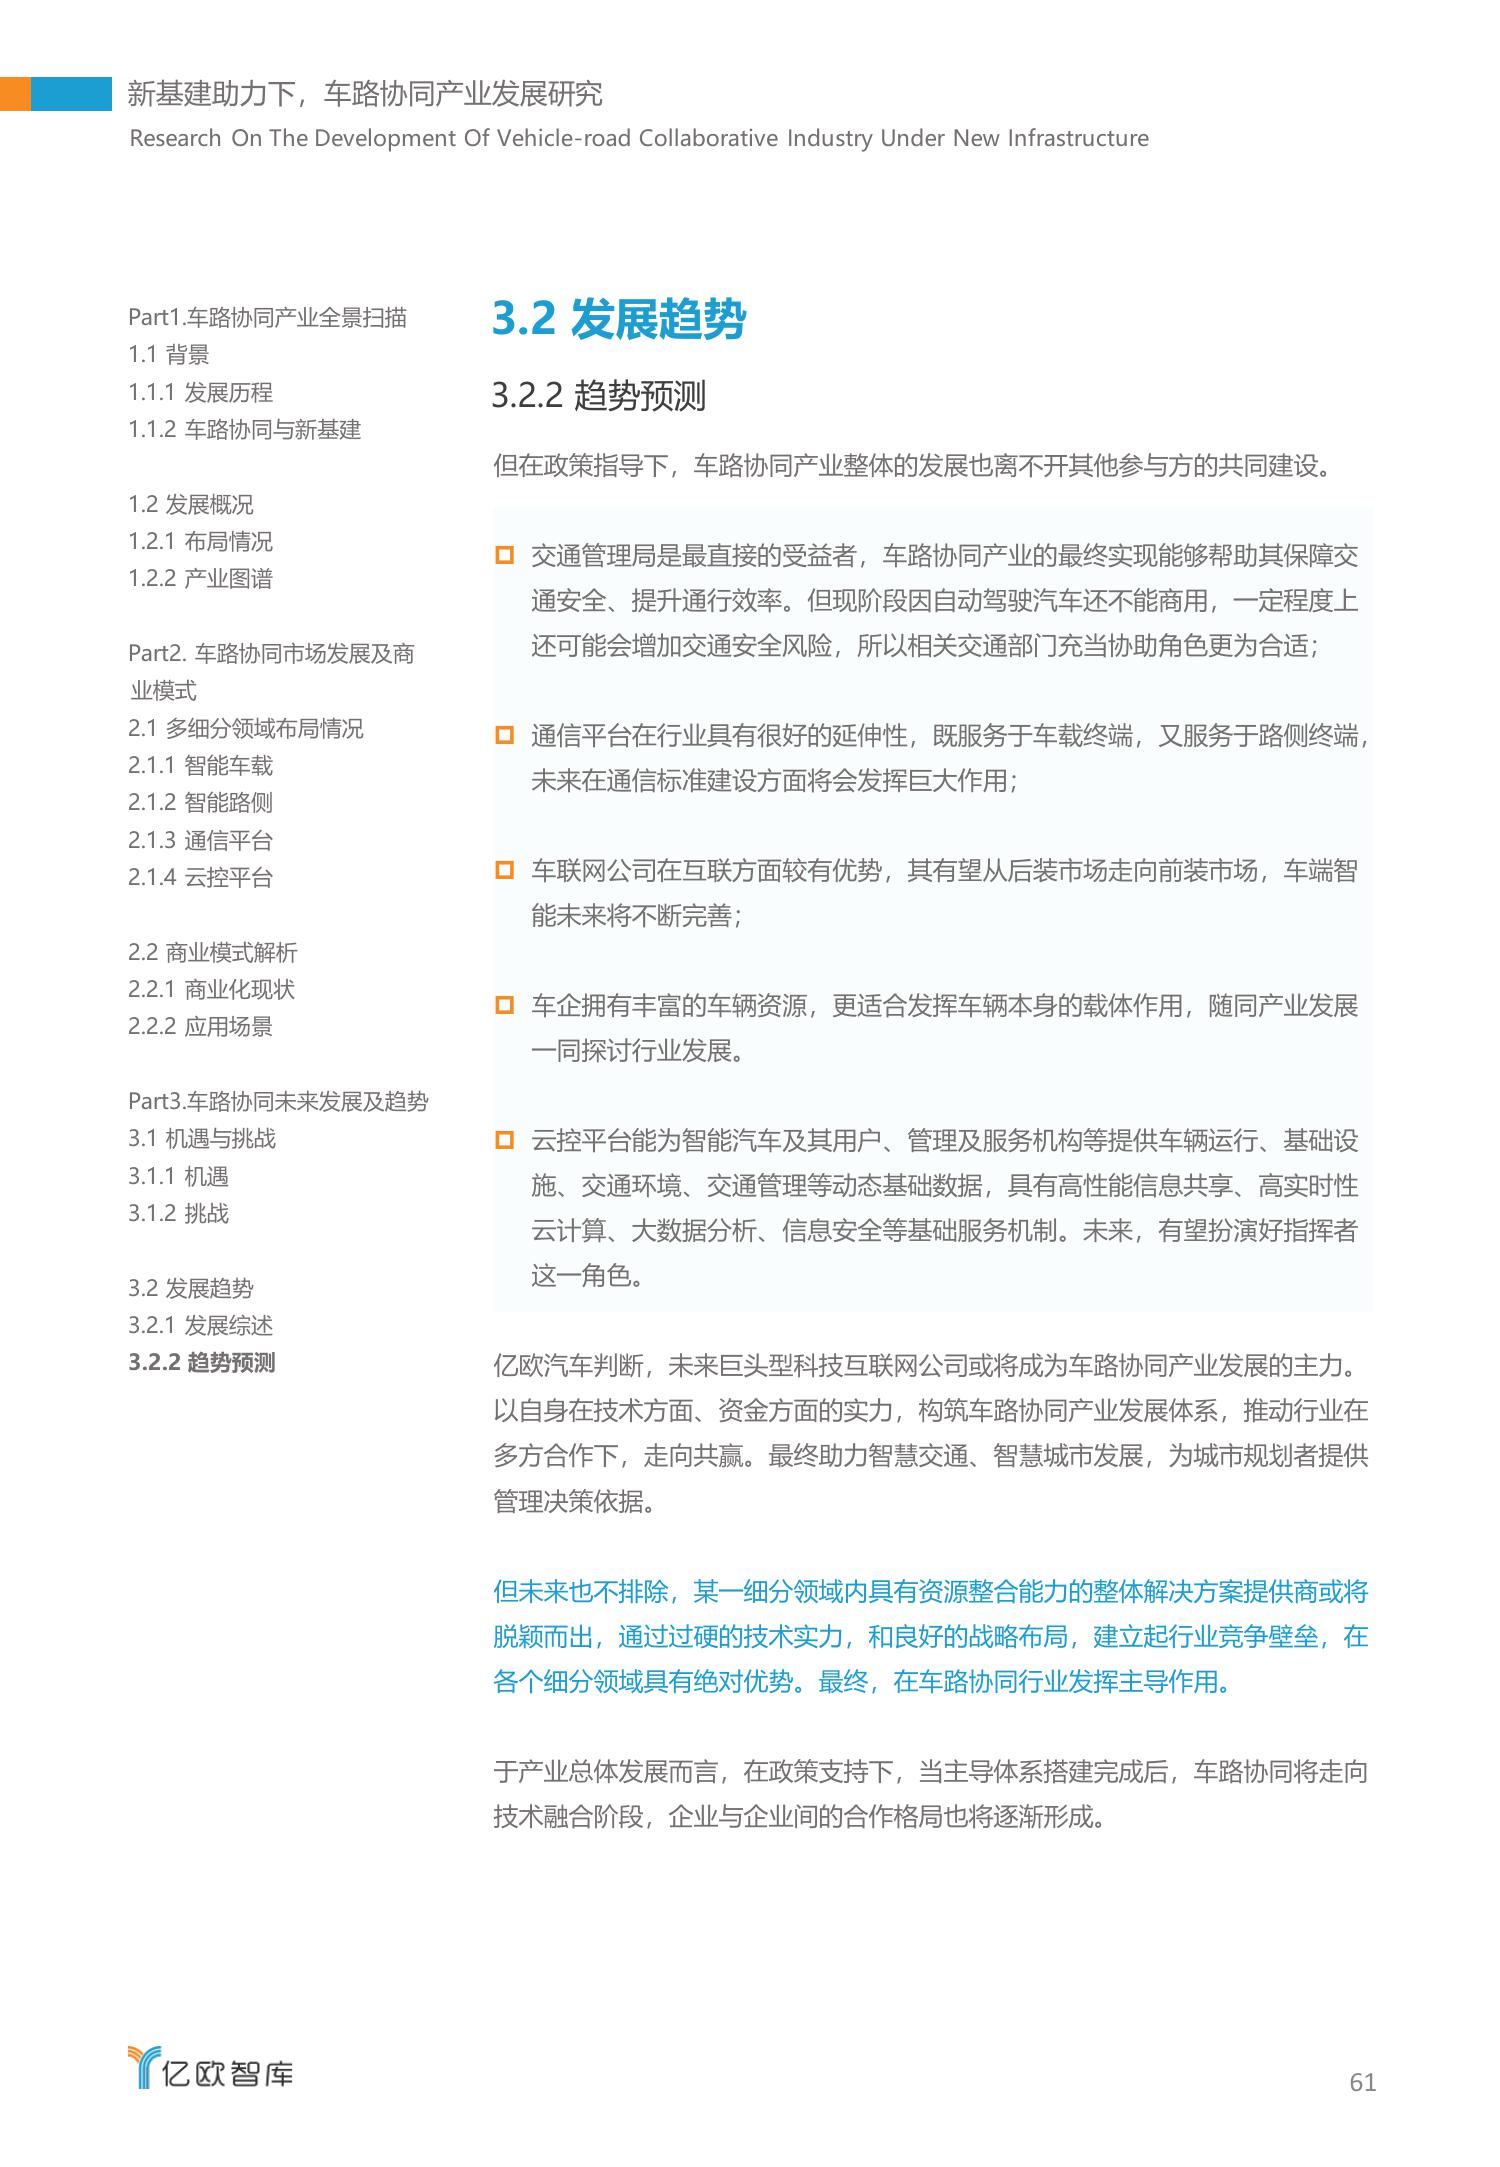 新基建助力下，车路协同产业发展研究
Research On The Development Of Vehicle-road Collaborative Industry Under New Infrastructure
Part1.车路协同产业全景扫描
1.1 背景
1.1.1 发展历程
1.1.2 车路协同与新基建
1.2 发展概况
1.2.1 布局情况
1.2.2 产业图谱
Part2. 车路协同市场发展及商
业模式
2.1 多细分领域布局情况
2.1.1 智能车载
2.1.2 智能路侧
2.1.3 通信平台
2.1.4 云控平台
2.2 商业模式解析
2.2.1 商业化现状
2.2.2 应用场景
Part3.车路协同未来发展及趋势
3.1 机遇与挑战
3.1.1 机遇
3.1.2 挑战
3.2 发展趋势
3.2.1 发展综述
3.2.2 趋势预测
3.2 发展趋势
3.2.2 趋势预测
但在政策指导下，车路协同产业整体的发展也离不开其他参与方的共同建设。
交通管理局是最直接的受益者，车路协同产业的最终实现能够帮助其保障交
通安全、提升通行效率。但现阶段因自动驾驶汽车还不能商用，一定程度上
还可能会增加交通安全风险，所以相关交通部门充当协助角色更为合适；
通信平台在行业具有很好的延伸性，既服务于车载终端，又服务于路侧终端，
未来在通信标准建设方面将会发挥巨大作用；
车联网公司在互联方面较有优势，其有望从后装市场走向前装市场，车端智
能未来将不断完善；
车企拥有丰富的车辆资源，更适合发挥车辆本身的载体作用，随同产业发展
一同探讨行业发展。
云控平台能为智能汽车及其用户、管理及服务机构等提供车辆运行、基础设
施、交通环境、交通管理等动态基础数据，具有高性能信息共享、高实时性
云计算、大数据分析、信息安全等基础服务机制。未来，有望扮演好指挥者
这一角色。
亿欧汽车判断，未来巨头型科技互联网公司或将成为车路协同产业发展的主力。
以自身在技术方面、资金方面的实力，构筑车路协同产业发展体系，推动行业在
多方合作下，走向共赢。最终助力智慧交通、智慧城市发展，为城市规划者提供
管理决策依据。
但未来也不排除，某一细分领域内具有资源整合能力的整体解决方案提供商或将
脱颖而出，通过过硬的技术实力，和良好的战略布局，建立起行业竞争壁垒，在
各个细分领域具有绝对优势。最终，在车路协同行业发挥主导作用。
于产业总体发展而言，在政策支持下，当主导体系搭建完成后，车路协同将走向
技术融合阶段，企业与企业间的合作格局也将逐渐形成。
亿欧智库
61